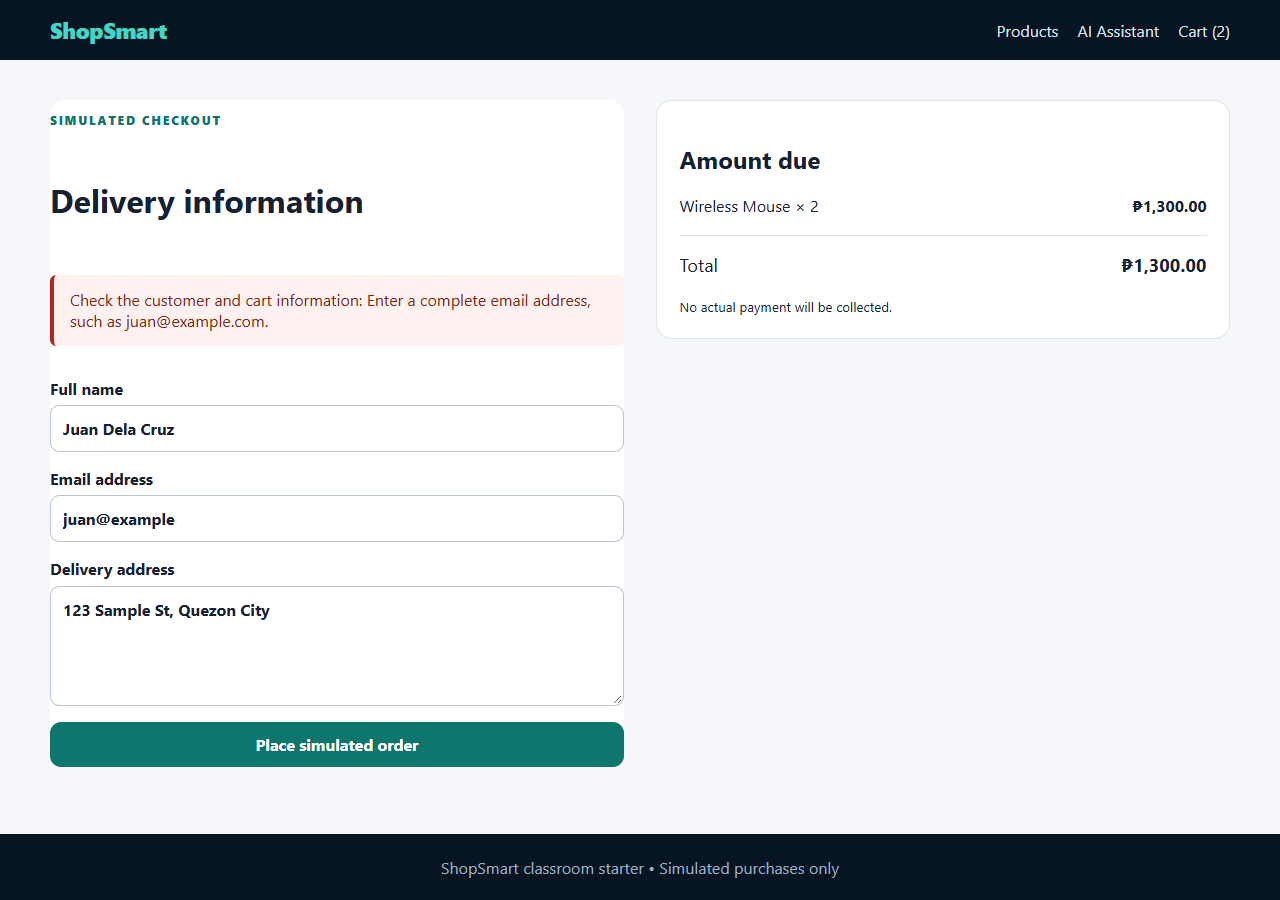 ShopSmart
Products AI Assistant Cart (2)
SIMULATED CHECKOUT
Delivery information
Check the customer and cart information: Enter a complete email address,
such as juan@example.com.
Full name
Juan Dela Cruz
Email address
juan@example
Delivery address
123 Sample St, Quezon City
Place simulated order
Amount due
Wireless Mouse × 2 ₱1,300.00
Total ₱1,300.00
No actual payment will be collected.
ShopSmart classroom starter • Simulated purchases only